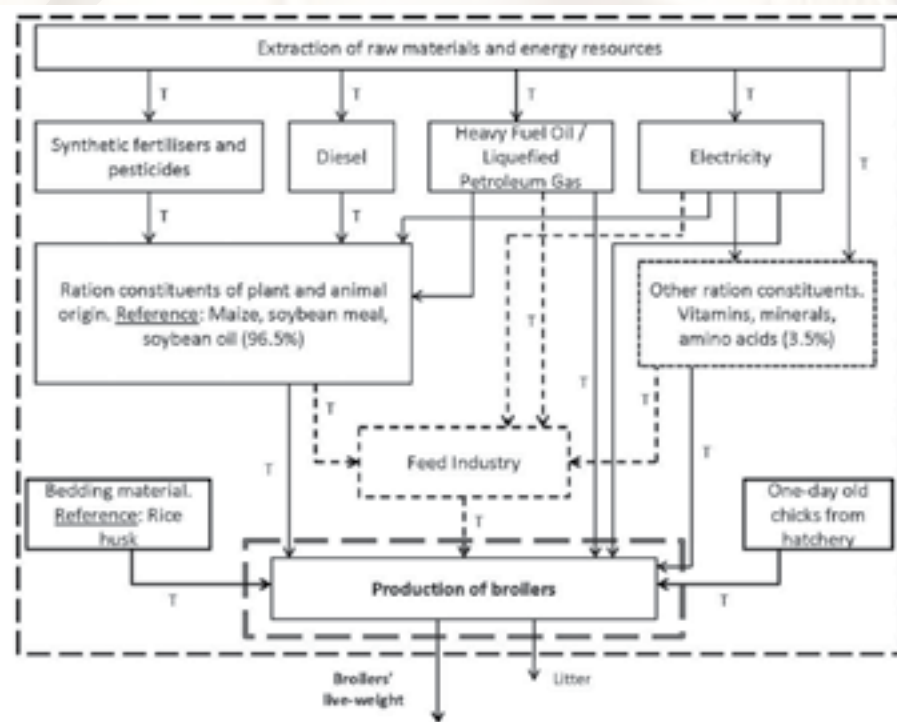 Extraction of raw materials and energy resources
T
T
T
T
T
Synthetic fertilisers and
pesticides
Diesel
Heavy Fuel Oil /
Liquefied
Petroleum Gas
Electricity
T
T
Ration constituents of plant and animal
origin. Reference: Maize, soybean meal,
soybean oil (96.5%)
Other ration constituents.
Vitamins, minerals,
amino acids (3.5%)
T
T
T
T
T
Feed Industry
T
T
Bedding material.
Reference: Rice
husk
One-day old
chicks from
hatchery
T
Production of broilers
T
T
Broilers'
live-weight
Litter